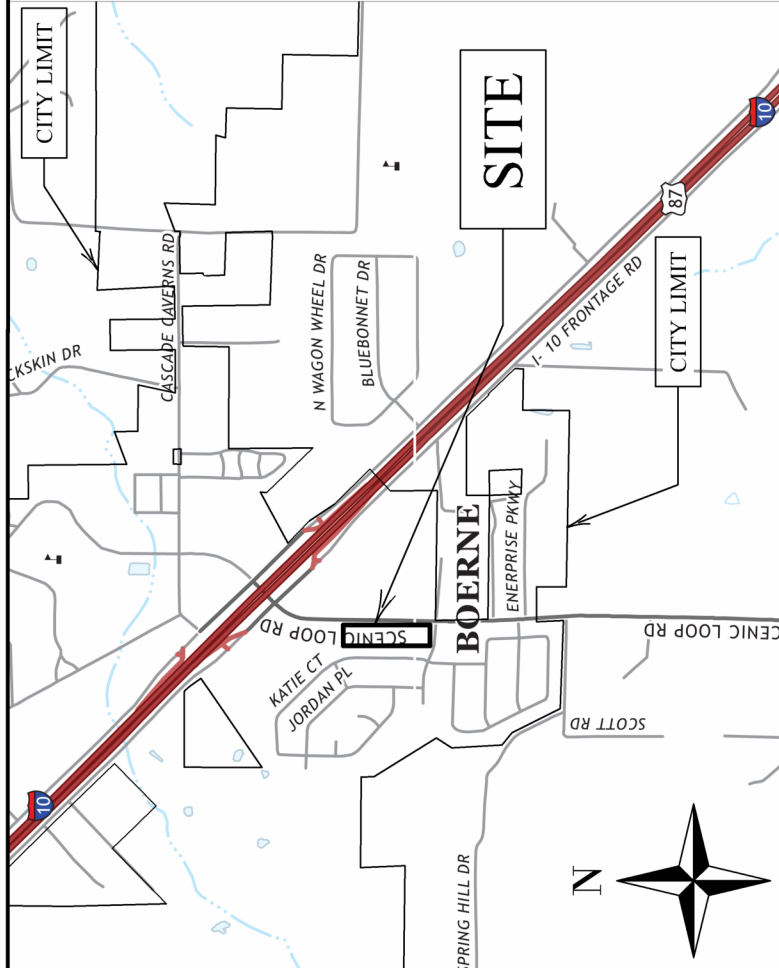 CITY LIMIT
SITE
10
87
CASCADE CAVERNS RD
CKSKIN DR
N WAGON WHEEL DR
BLUEBONNET DR
I- 10 FRONTAGE RD
CITY LIMIT
BOERNE
ENERPRISE PKWY
SCENIC LOOP RD
CENIC LOOP RD
KATIE CT
JORDAN PL
SCOTT RD
10
SPRING HILL DR
N